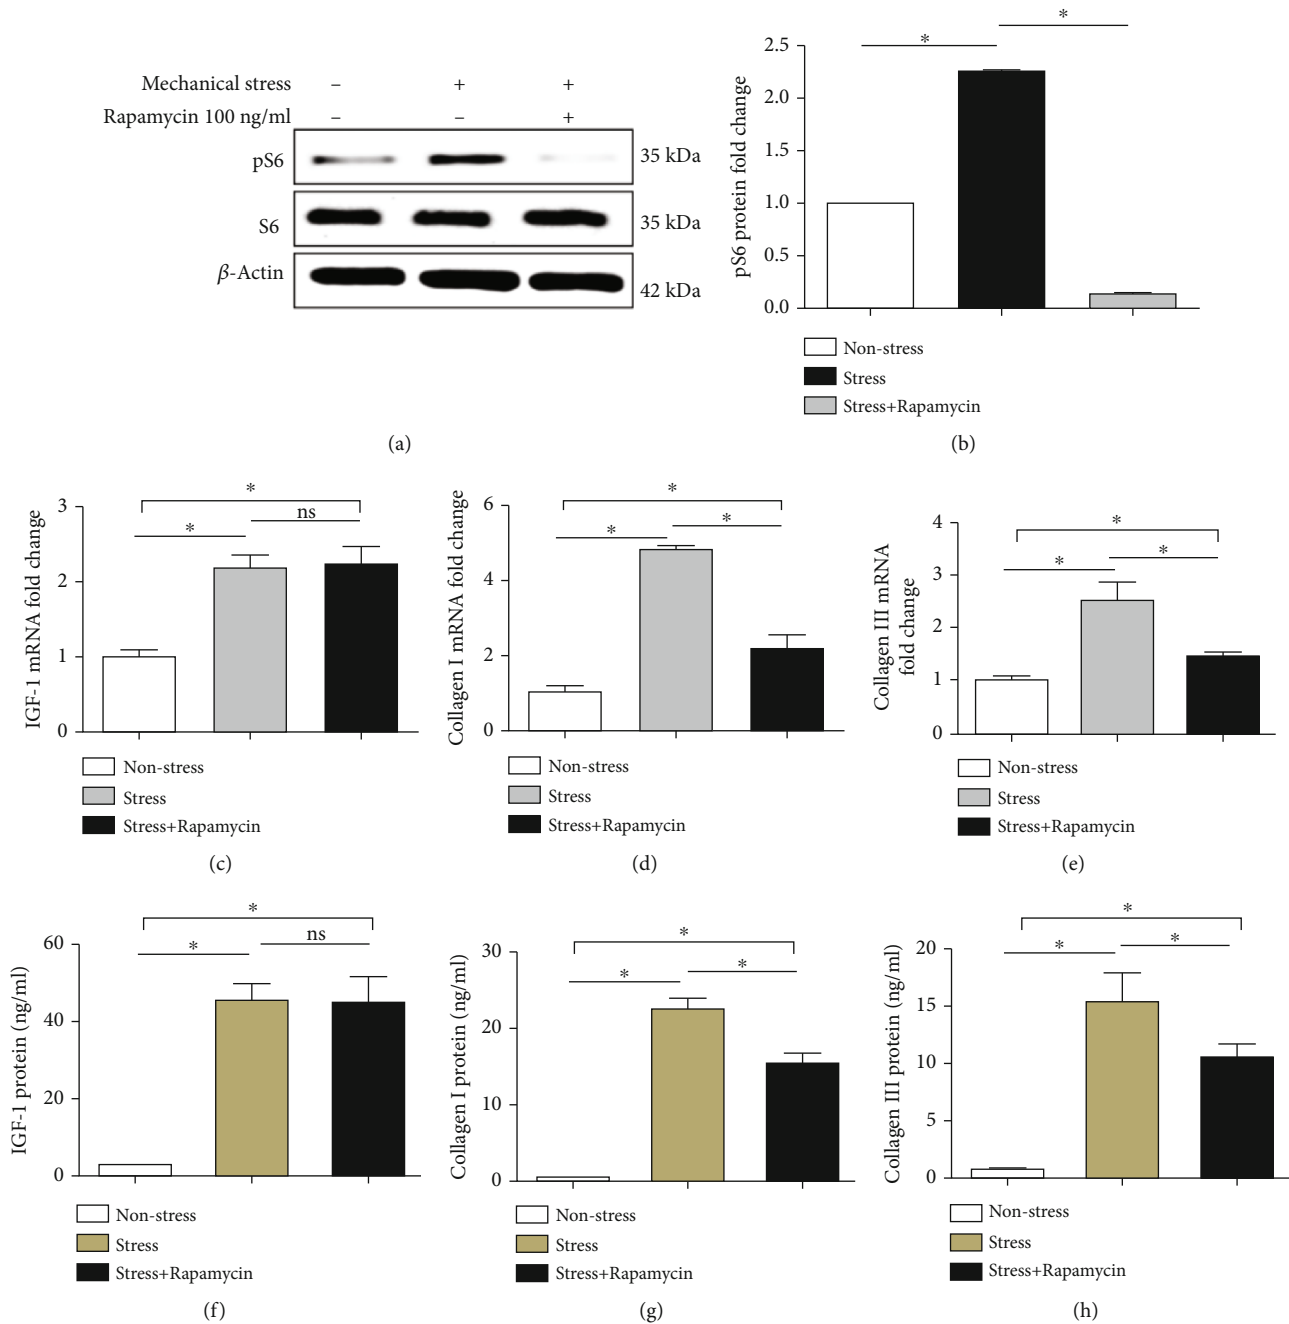 Mechanical stress – + +
Rapamycin 100 ng/ml – – +
pS6 35 kDa
S6 35 kDa
β-Actin 42 kDa
(a)
* *
pS6 protein fold change
2.5
2.0
1.5
1.0
0.5
0.0
Non-stress
Stress
Stress+Rapamycin
(b)
IGF-1 mRNA fold change
3
2
1
0
*
* ns
Non-stress
Stress
Stress+Rapamycin
(c)
Collagen I mRNA fold change
6
4
2
0
*
* *
Non-stress
Stress
Stress+Rapamycin
(d)
Collagen III mRNA
fold change
4
3
2
1
0
*
* *
Non-stress
Stress
Stress+Rapamycin
(e)
IGF-1 protein (ng/ml)
60
40
20
0
*
* ns
Non-stress
Stress
Stress+Rapamycin
(f)
Collagen I protein (ng/ml)
30
20
10
0
*
* *
Non-stress
Stress
Stress+Rapamycin
(g)
Collagen III protein (ng/ml)
20
15
10
5
0
*
* *
Non-stress
Stress
Stress+Rapamycin
(h)